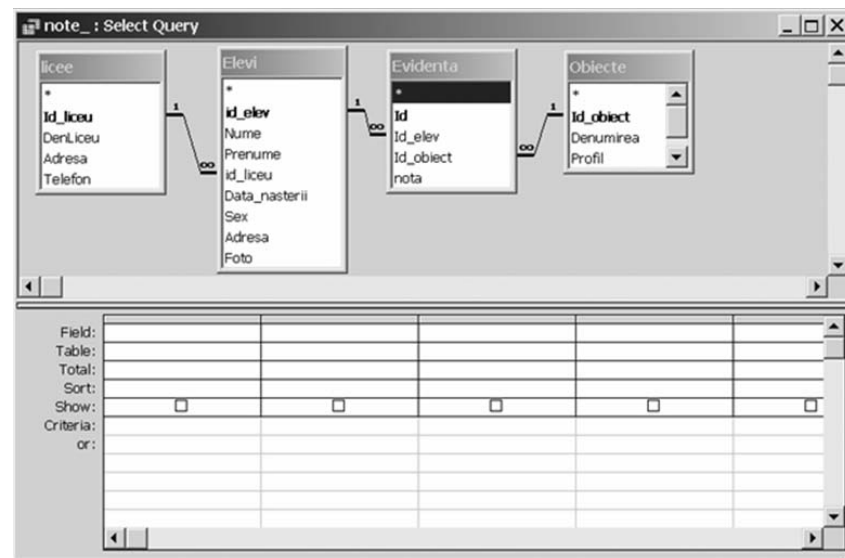 note_ : Select Query
licee
*
Id_liceu
DenLiceu
Adresa
Telefon
Elevi
*
id_elev
Nume
Prenume
id_liceu
Data_nasterii
Sex
Adresa
Foto
Evidenta
*
Id
Id_elev
Id_obiect
nota
Obiecte
*
Id_obiect
Denumirea
Profil
1
∞
1
∞
1
∞
Field:
Table:
Total:
Sort:
Show:
Criteria:
or: